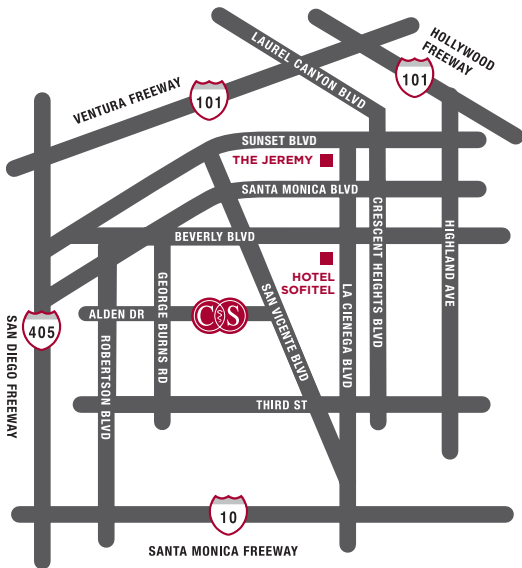 HOLLYWOOD
FREEWAY
LAUREL CANYON BLVD
101
VENTURA FREEWAY
101
SUNSET BLVD
THE JEREMY
SANTA MONICA BLVD
BEVERLY BLVD
CRESCENT HEIGHTS BLVD
HIGHLAND AVE
HOTEL
SOFITEL
GEORGE BURNS RD
SAN VICENTE BLVD
LA CIENEGA BLVD
ALDEN DR
CS
405
SAN DIEGO FREEWAY
ROBERTSON BLVD
THIRD ST
10
SANTA MONICA FREEWAY